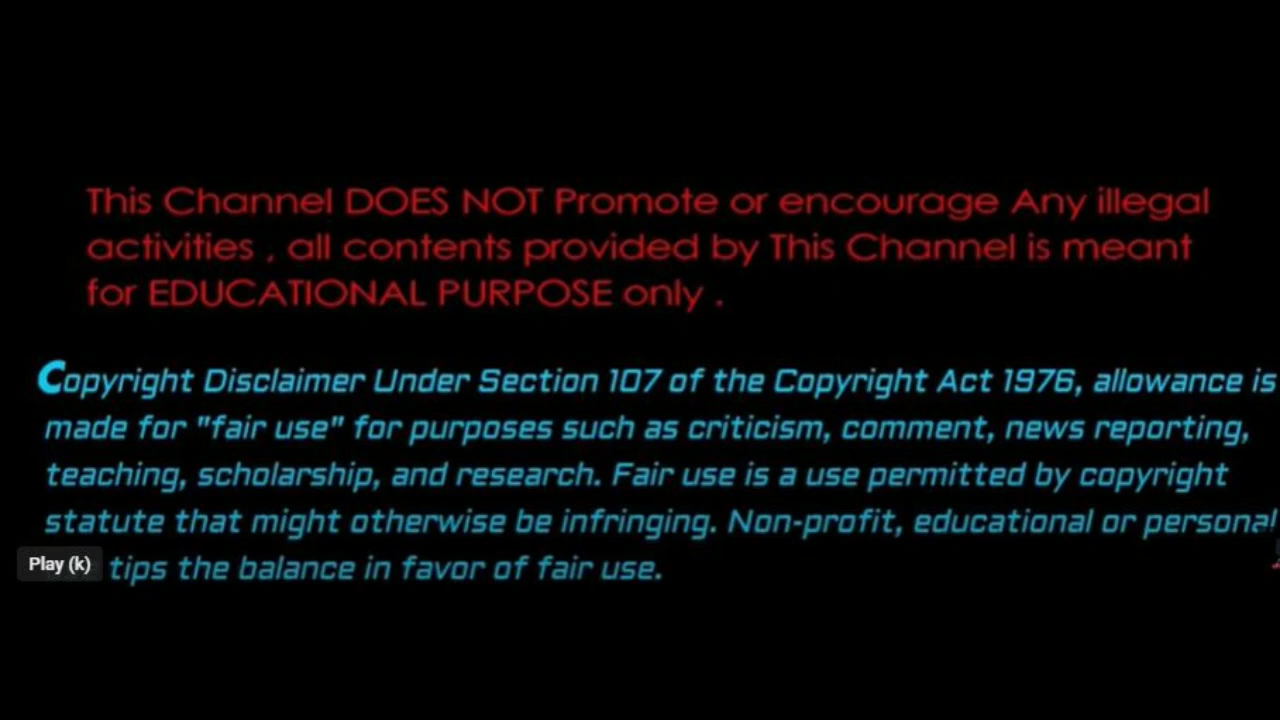 This Channel DOES NOT Promote or encourage Any illegal
activities , all contents provided by This Channel is meant
for EDUCATIONAL PURPOSE only .
Copyright Disclaimer Under Section 107 of the Copyright Act 1976, allowance is
made for "fair use" for purposes such as criticism, comment, news reporting,
teaching, scholarship, and research. Fair use is a use permitted by copyright
statute that might otherwise be infringing. Non-profit, educational or personal
Play (k) tips the balance in favor of fair use.